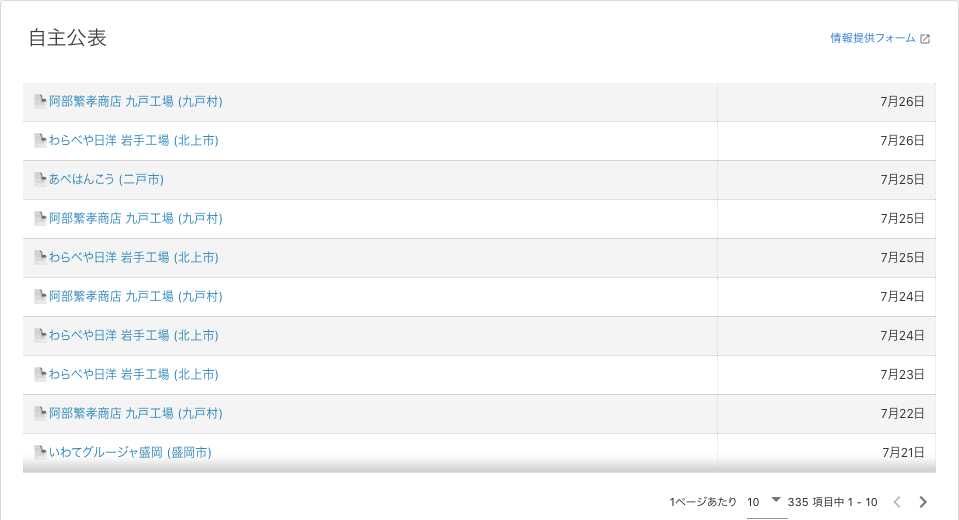 自主公表
情報提供フォーム
阿部繁孝商店 九戸工場 (九戸村) 7月26日
わらべや日洋 岩手工場 (北上市) 7月26日
あべはんこう (二戸市) 7月25日
阿部繁孝商店 九戸工場 (九戸村) 7月25日
わらべや日洋 岩手工場 (北上市) 7月25日
阿部繁孝商店 九戸工場 (九戸村) 7月24日
わらべや日洋 岩手工場 (北上市) 7月24日
わらべや日洋 岩手工場 (北上市) 7月23日
阿部繁孝商店 九戸工場 (九戸村) 7月22日
いわてグルージャ盛岡 (盛岡市) 7月21日
1ページあたり 10 335 項目中 1 - 10